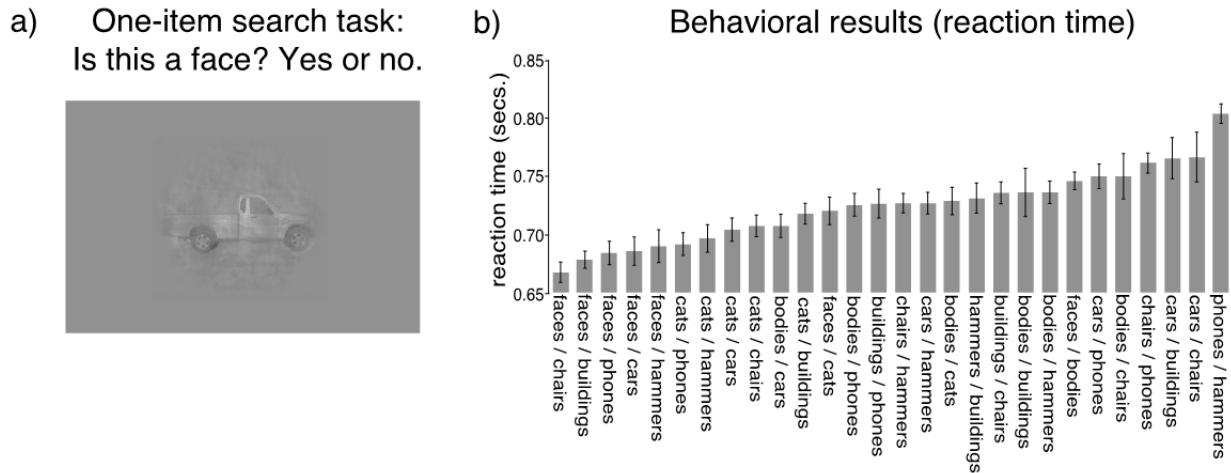 a) One-item search task:
Is this a face? Yes or no.
b) Behavioral results (reaction time)
reaction time (secs.)
0.85
0.80
0.75
0.70
0.65
faces / chairs
faces / buildings
faces / phones
faces / cars
faces / hammers
cats / phones
cats / hammers
cats / cars
cats / chairs
bodies / cars
cats / buildings
faces / cats
bodies / phones
buildings / phones
chairs / hammers
cars / hammers
bodies / cats
hammers / buildings
buildings / chairs
bodies / buildings
bodies / hammers
faces / bodies
cars / phones
bodies / chairs
chairs / phones
cars / buildings
cars / chairs
phones / hammers